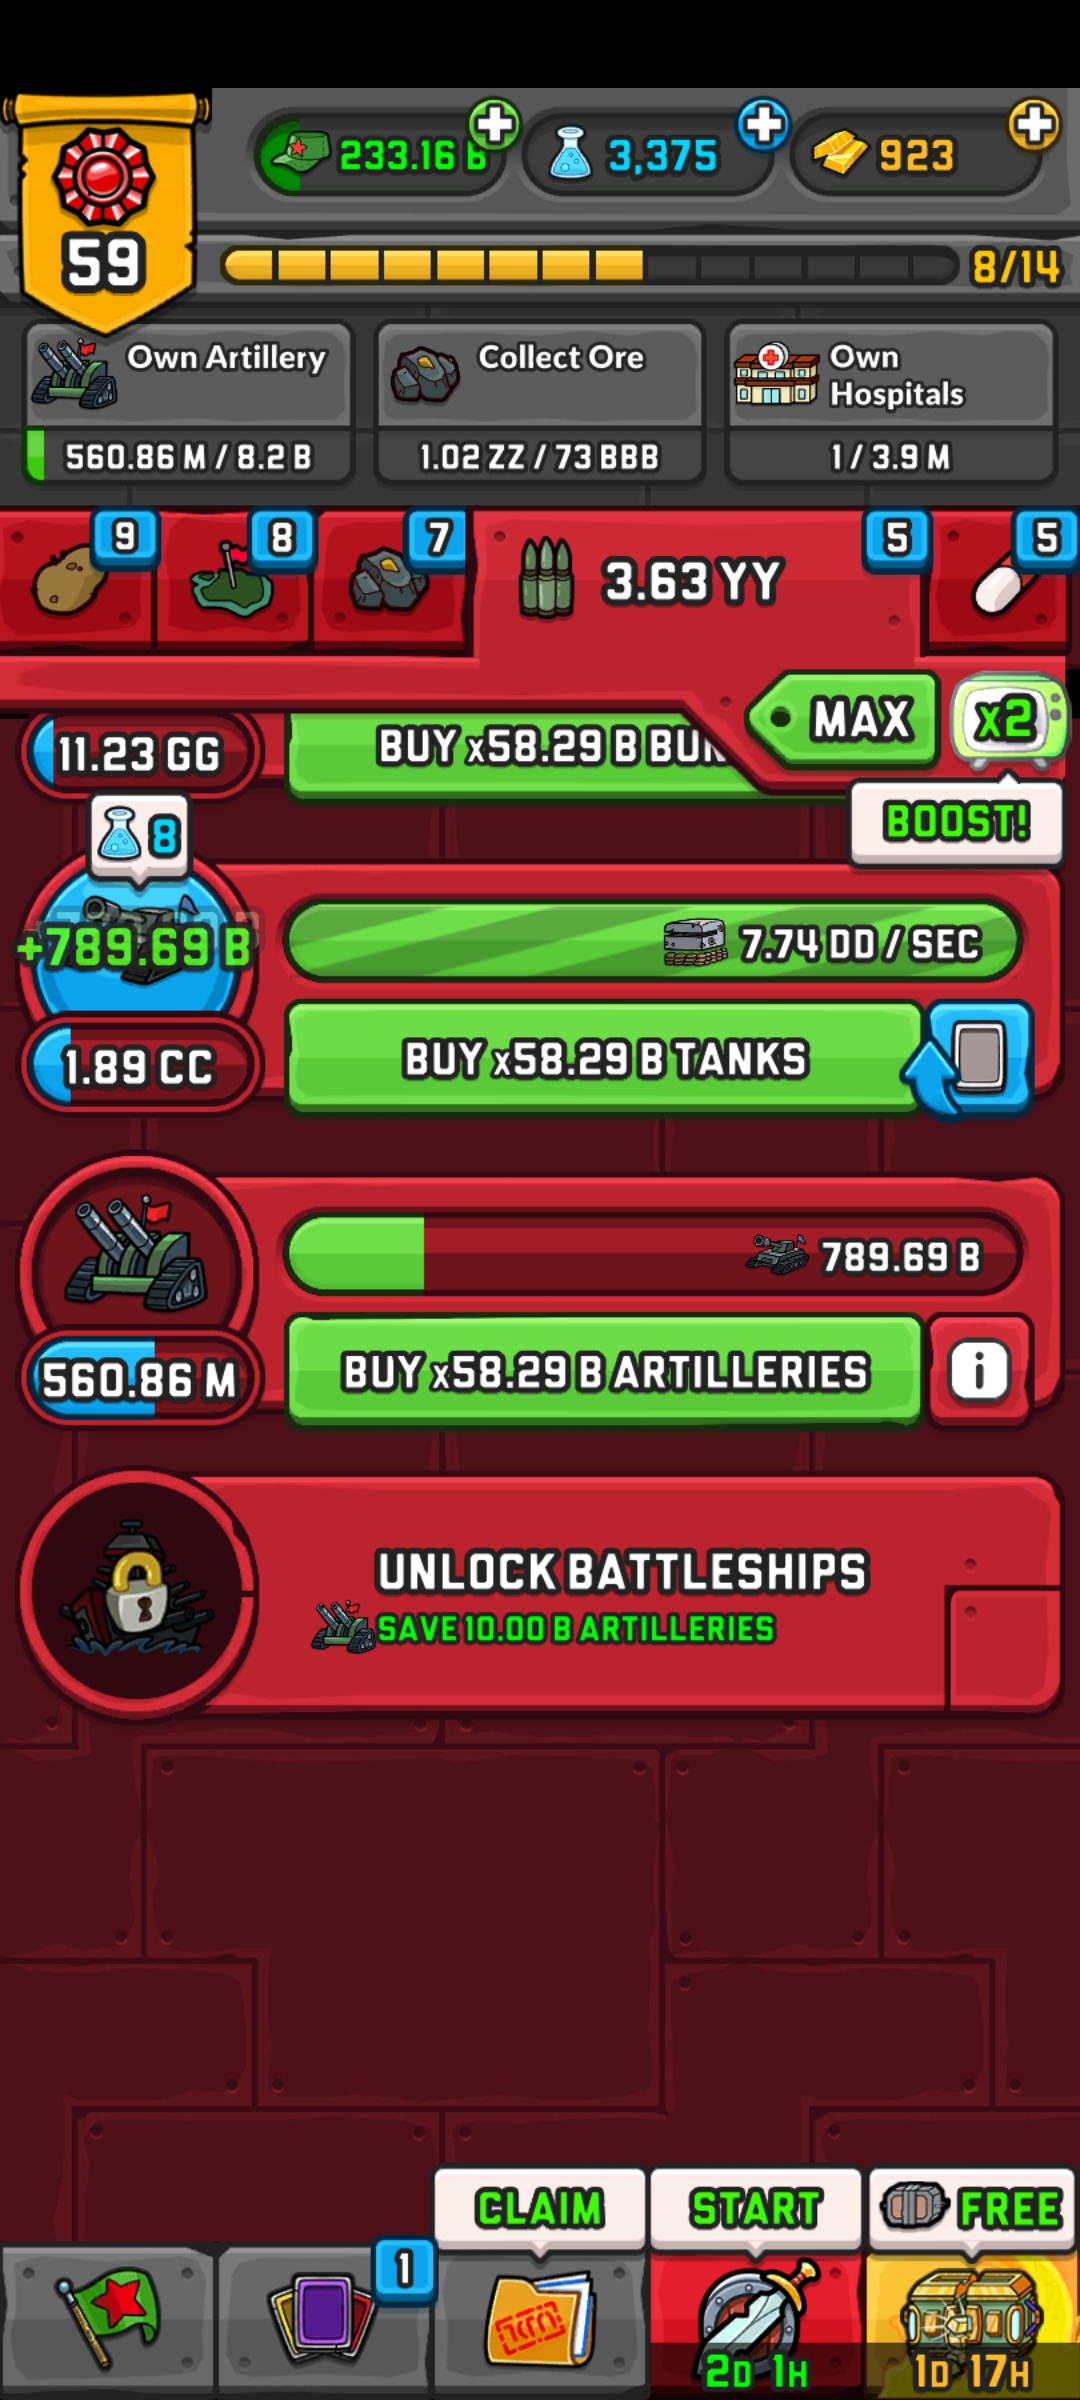 59
233.16 B
3,375
923
8/14
Own Artillery
560.86 M / 8.2 B
Collect Ore
1.02 ZZ / 73 BBB
Own
Hospitals
1 / 3.9 M
9
8
7
3.63 YY
5
5
MAX
x2
BOOST!
11.23 GG
BUY x58.29 B
8
+789.69 B
7.74 DD / SEC
1.89 CC
BUY x58.29 B TANKS
789.69 B
560.86 M
BUY x58.29 B ARTILLERIES
i
UNLOCK BATTLESHIPS
SAVE 10.00 B ARTILLERIES
CLAIM
START
FREE
1
2D 1H
1D 17H